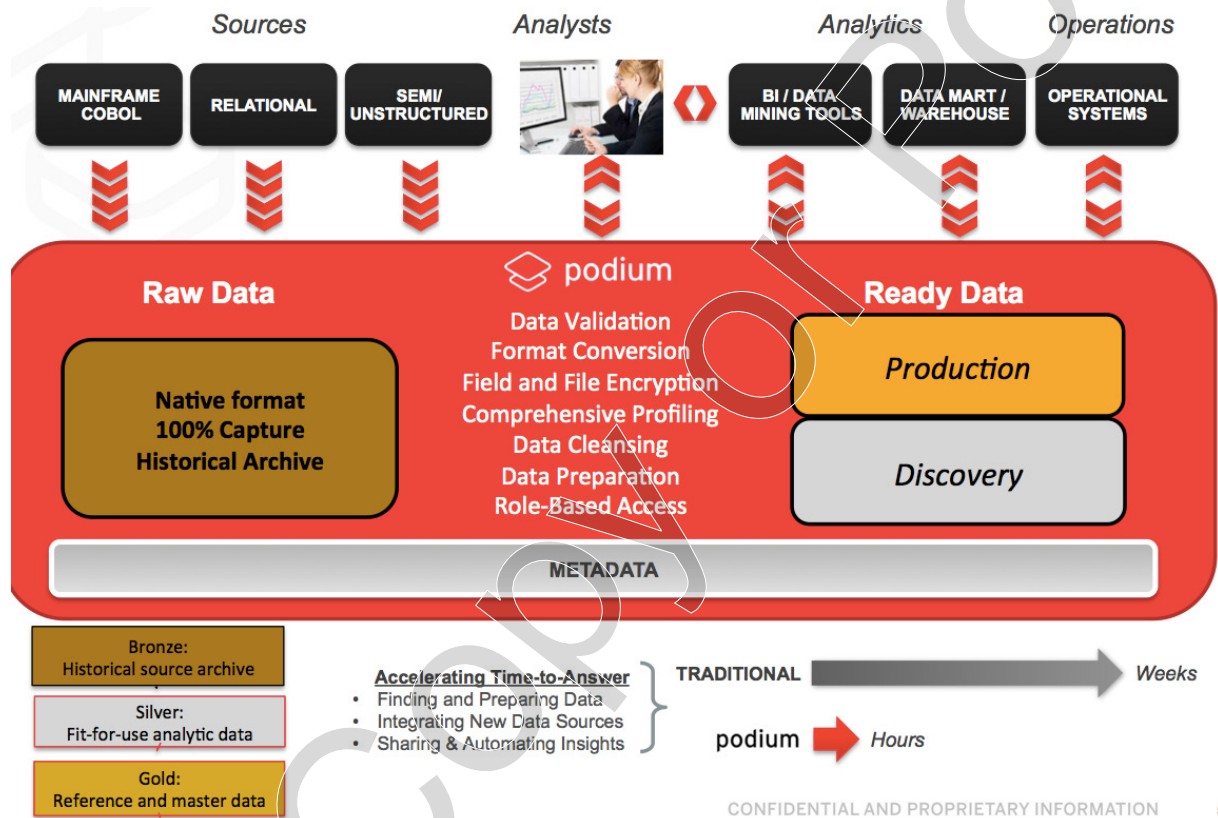 Sources
Analysts
Analytics
Operations
MAINFRAME
COBOL
RELATIONAL
SEMI/
UNSTRUCTURED
BI / DATA
MINING TOOLS
DATA MART /
WAREHOUSE
OPERATIONAL
SYSTEMS
podium
Raw Data
Ready Data
Native format
100% Capture
Historical Archive
Data Validation
Format Conversion
Field and File Encryption
Comprehensive Profiling
Data Cleansing
Data Preparation
Role-Based Access
Production
Discovery
METADATA
Bronze:
Historical source archive
Silver:
Fit-for-use analytic data
Gold:
Reference and master data
Accelerating Time-to-Answer
• Finding and Preparing Data
• Integrating New Data Sources
• Sharing & Automating Insights
TRADITIONAL
Weeks
podium
Hours
CONFIDENTIAL AND PROPRIETARY INFORMATION
Copy or Po